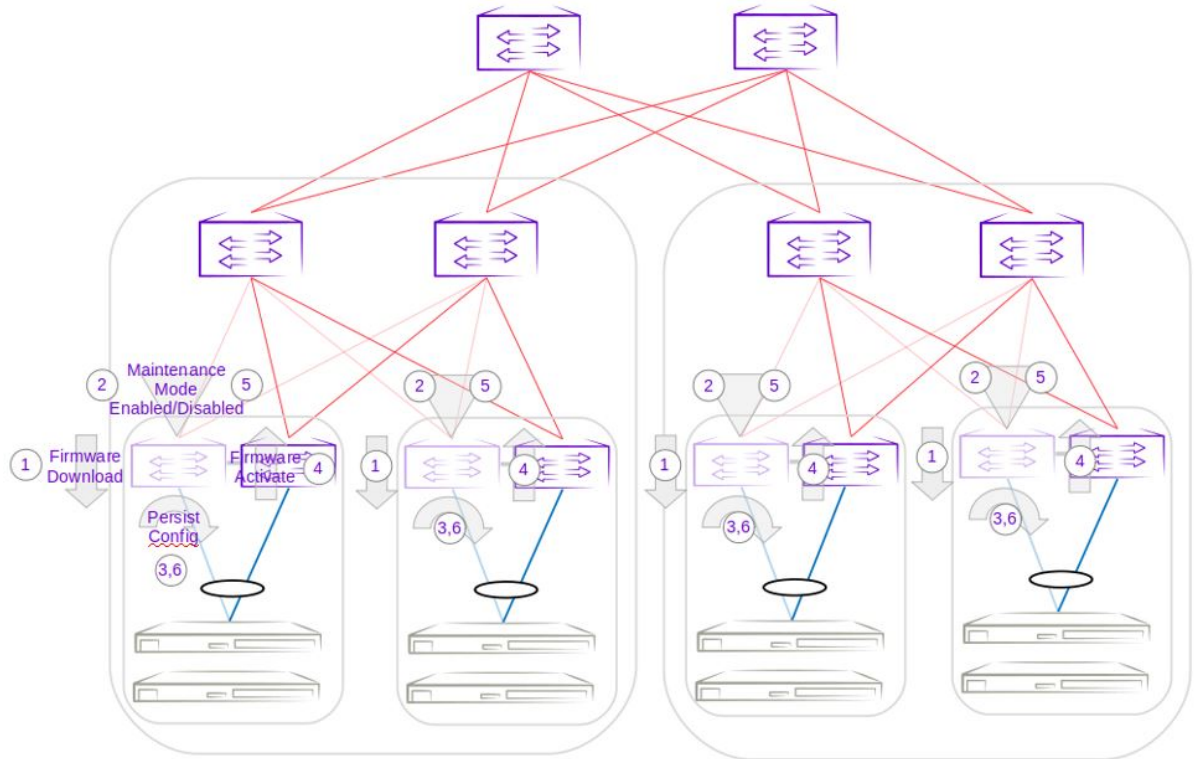 2
Maintenance
Mode
Enabled/Disabled
5
2
5
2
5
2
5
1
Firmware
Download
Firmware
Activate
4
1
4
1
4
1
4
Persist
Config
3,6
3,6
3,6
3,6